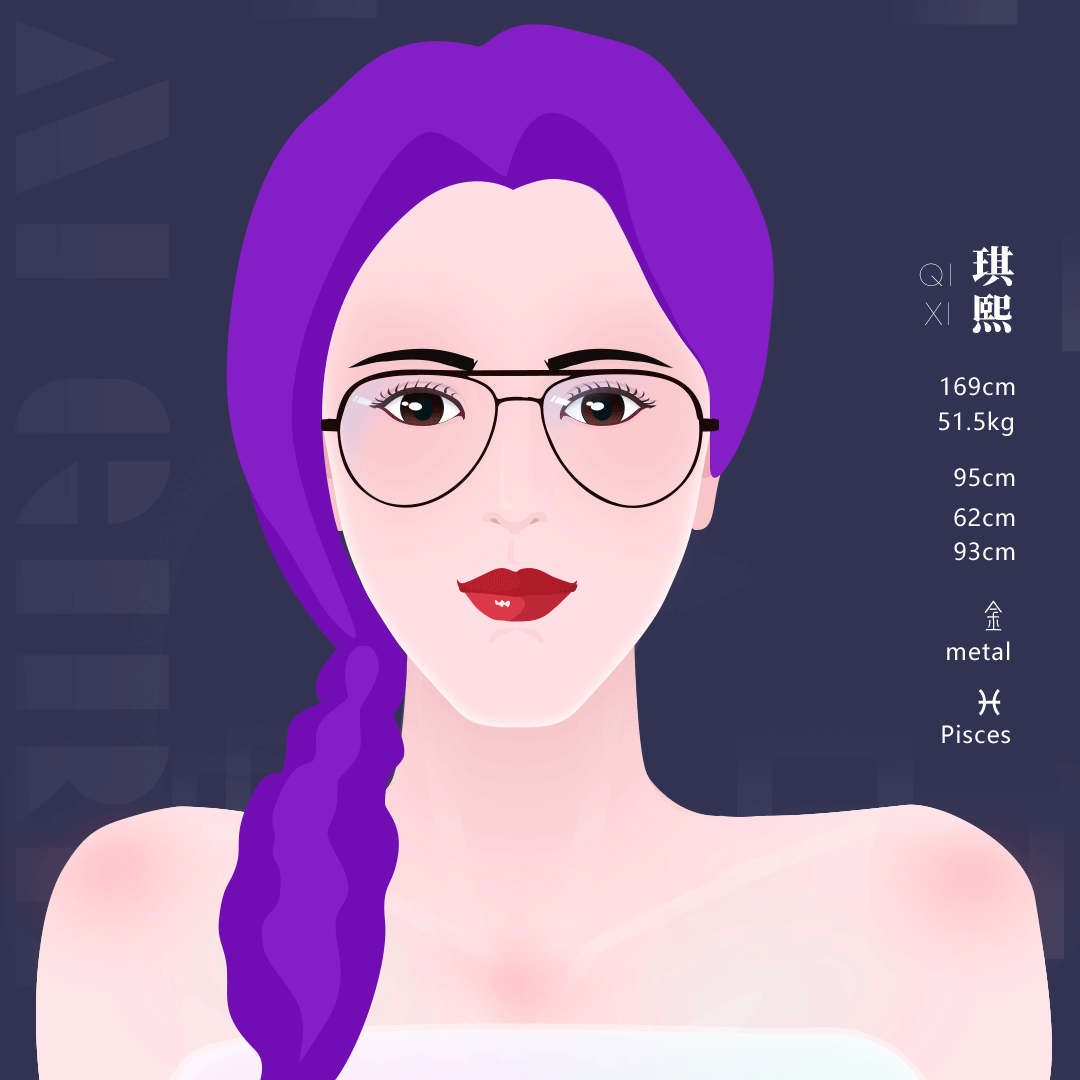 琪熙
QI
XI
169cm
51.5kg
95cm
62cm
93cm
金
metal
♓
Pisces